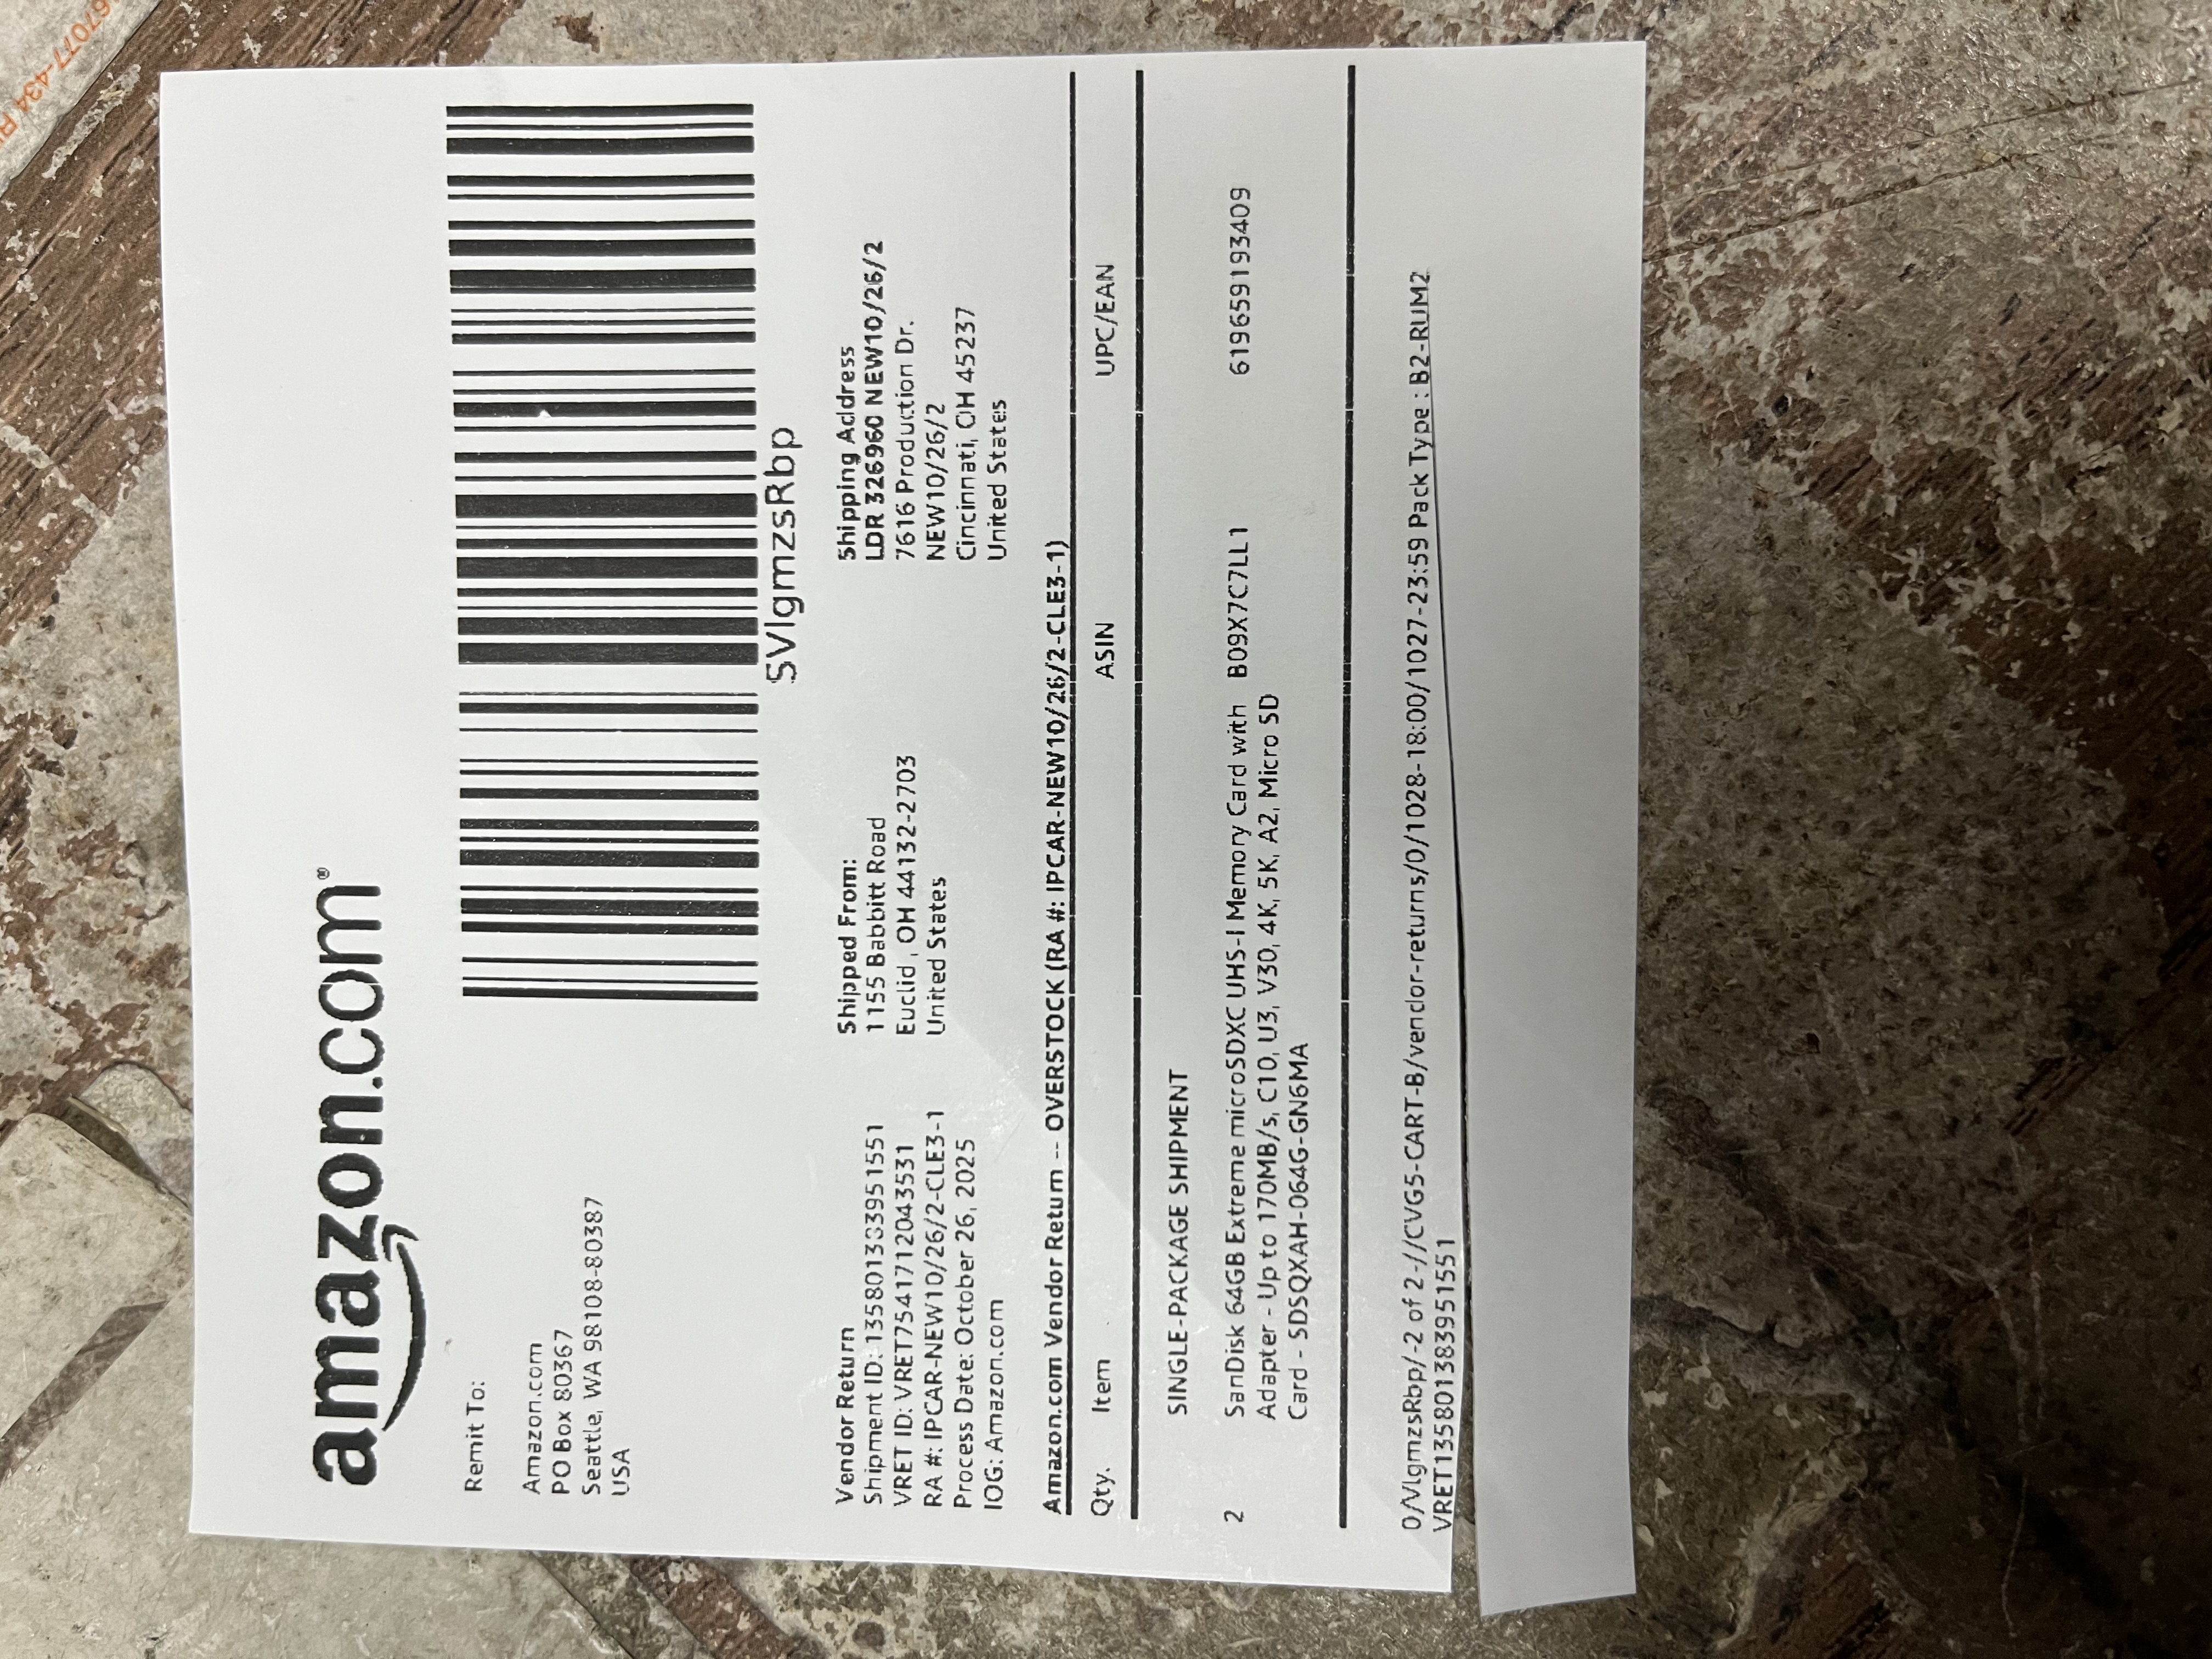 67077-434
amazon.com®
Remit To:
Amazon.com
PO Box 80367
Seattle, WA 98108-80387
USA
SVlgmzsRbp
Vendor Return
Shipment ID: 135801383951551
VRET ID: VRET7541712043531
RA #: IPCAR-NEW10/26/2-CLE3-1
Process Date: October 26, 2025
IOG: Amazon.com
Shipped From:
1155 Babbitt Road
Euclid , OH 44132-2703
United States
Shipping Address
LDR 326960 NEW10/26/2
7616 Production Dr.
NEW10/26/2
Cincinnati, OH 45237
United States
Amazon.com Vendor Return -- OVERSTOCK (RA #: IPCAR-NEW10/26/2-CLE3-1)
Qty. Item ASIN UPC/EAN
SINGLE-PACKAGE SHIPMENT
2 SanDisk 64GB Extreme microSDXC UHS-I Memory Card with B09X7C7LL1 619659193409
Adapter - Up to 170MB/s, C10, U3, V30, 4K, 5K, A2, Micro SD
Card - SDSQXAH-064G-GN6MA
0/VlgmzsRbp/-2 of 2-//CVG5-CART-B/vendor-returns/0/1028-18:00/1027-23:59 Pack Type : B2-RUM2
VRET135801383951551